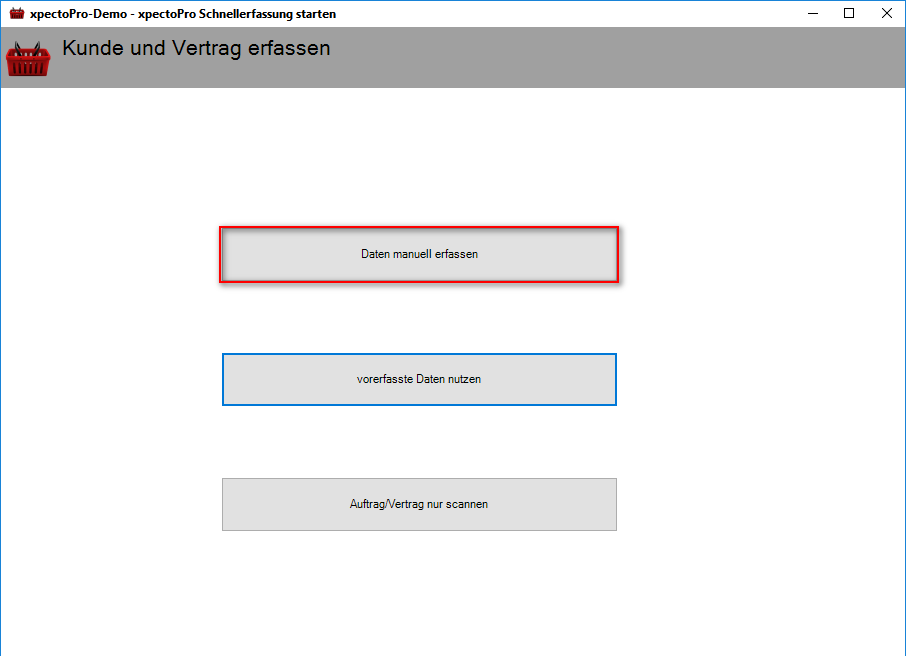 xpectoPro-Demo - xpectoPro Schnellerfassung starten
Kunde und Vertrag erfassen
Daten manuell erfassen
vorerfasste Daten nutzen
Auftrag/Vertrag nur scannen